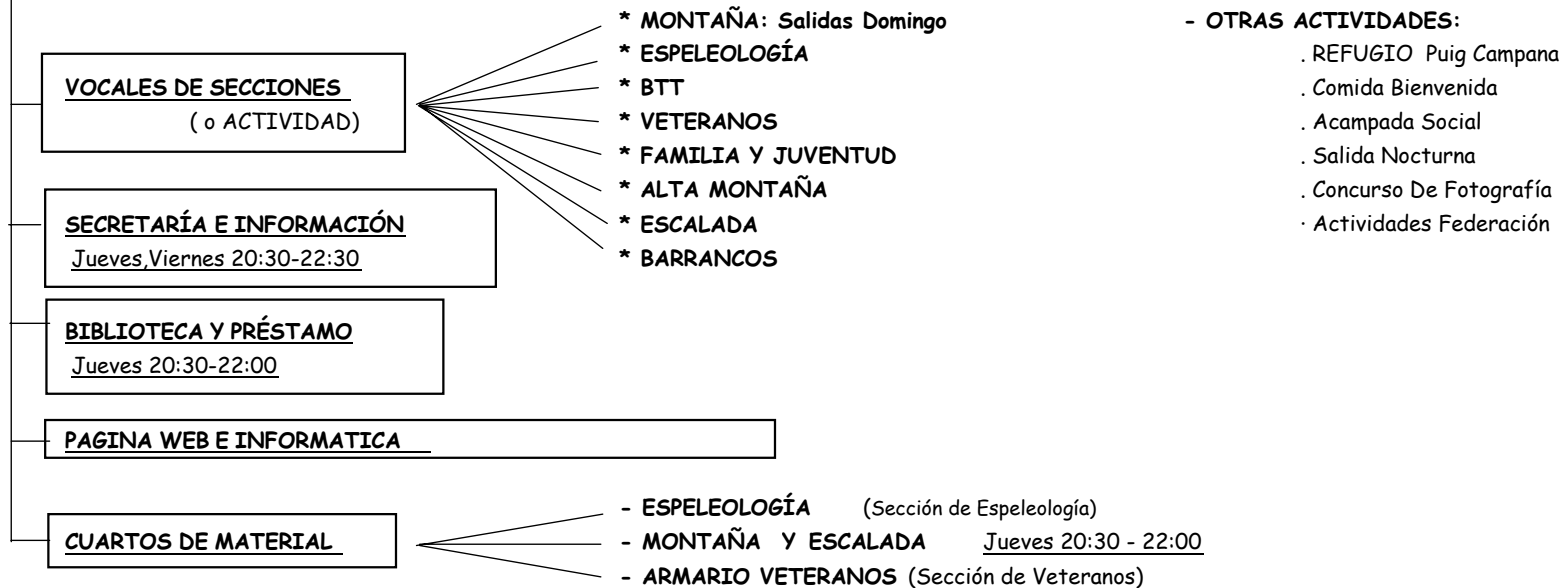 * MONTAÑA: Salidas Domingo
* ESPELEOLOGÍA
* BTT
* VETERANOS
* FAMILIA Y JUVENTUD
* ALTA MONTAÑA
* ESCALADA
* BARRANCOS
- OTRAS ACTIVIDADES:
. REFUGIO Puig Campana
. Comida Bienvenida
. Acampada Social
. Salida Nocturna
. Concurso De Fotografía
· Actividades Federación
VOCALES DE SECCIONES
( o ACTIVIDAD)
SECRETARÍA E INFORMACIÓN
Jueves,Viernes 20:30-22:30
BIBLIOTECA Y PRÉSTAMO
Jueves 20:30-22:00
PAGINA WEB E INFORMATICA
CUARTOS DE MATERIAL
- ESPELEOLOGÍA (Sección de Espeleología)
- MONTAÑA Y ESCALADA Jueves 20:30 - 22:00
- ARMARIO VETERANOS (Sección de Veteranos)